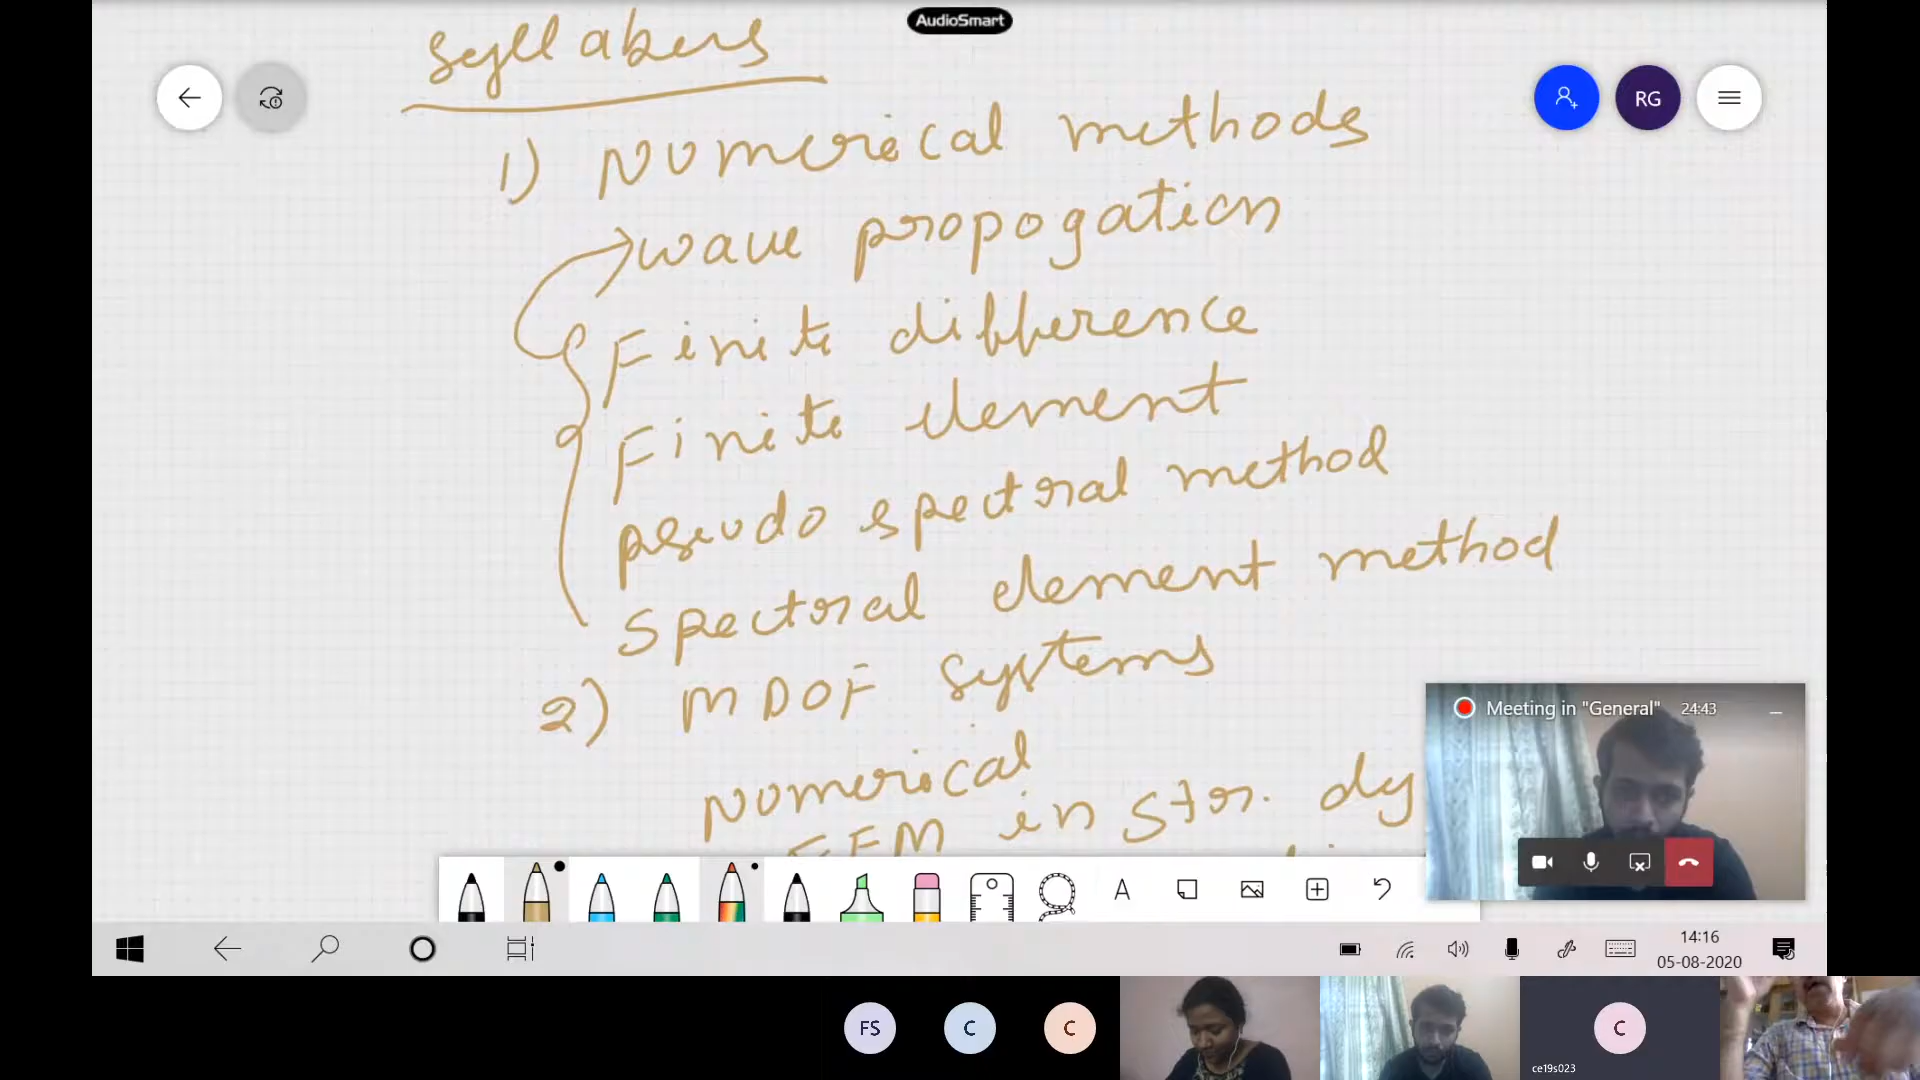 AudioSmart
syllabus
RG
1) Numerical methods
wave propogation
Finite difference
Finite element
pseudo spectral method
Spectral element method
2) MDOF systems
Meeting in "General" 24:43
Numerical
FEM in Str. dy
A
14:16
05-08-2020
FS C C C
ce19s023